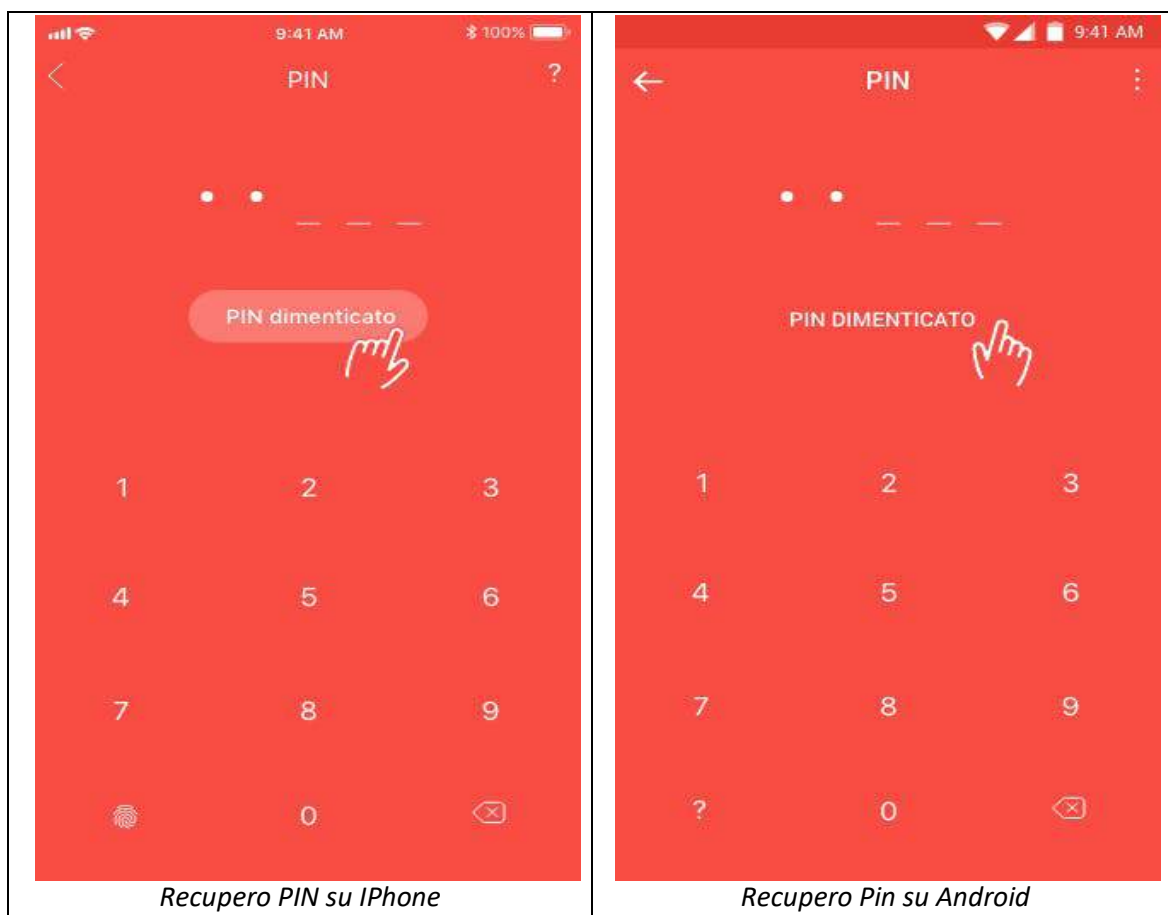 9:41 AM
100%
PIN
?
PIN dimenticato
1 2 3
4 5 6
7 8 9
0
Recupero PIN su IPhone
9:41 AM
PIN
PIN DIMENTICATO
1 2 3
4 5 6
7 8 9
? 0
Recupero Pin su Android